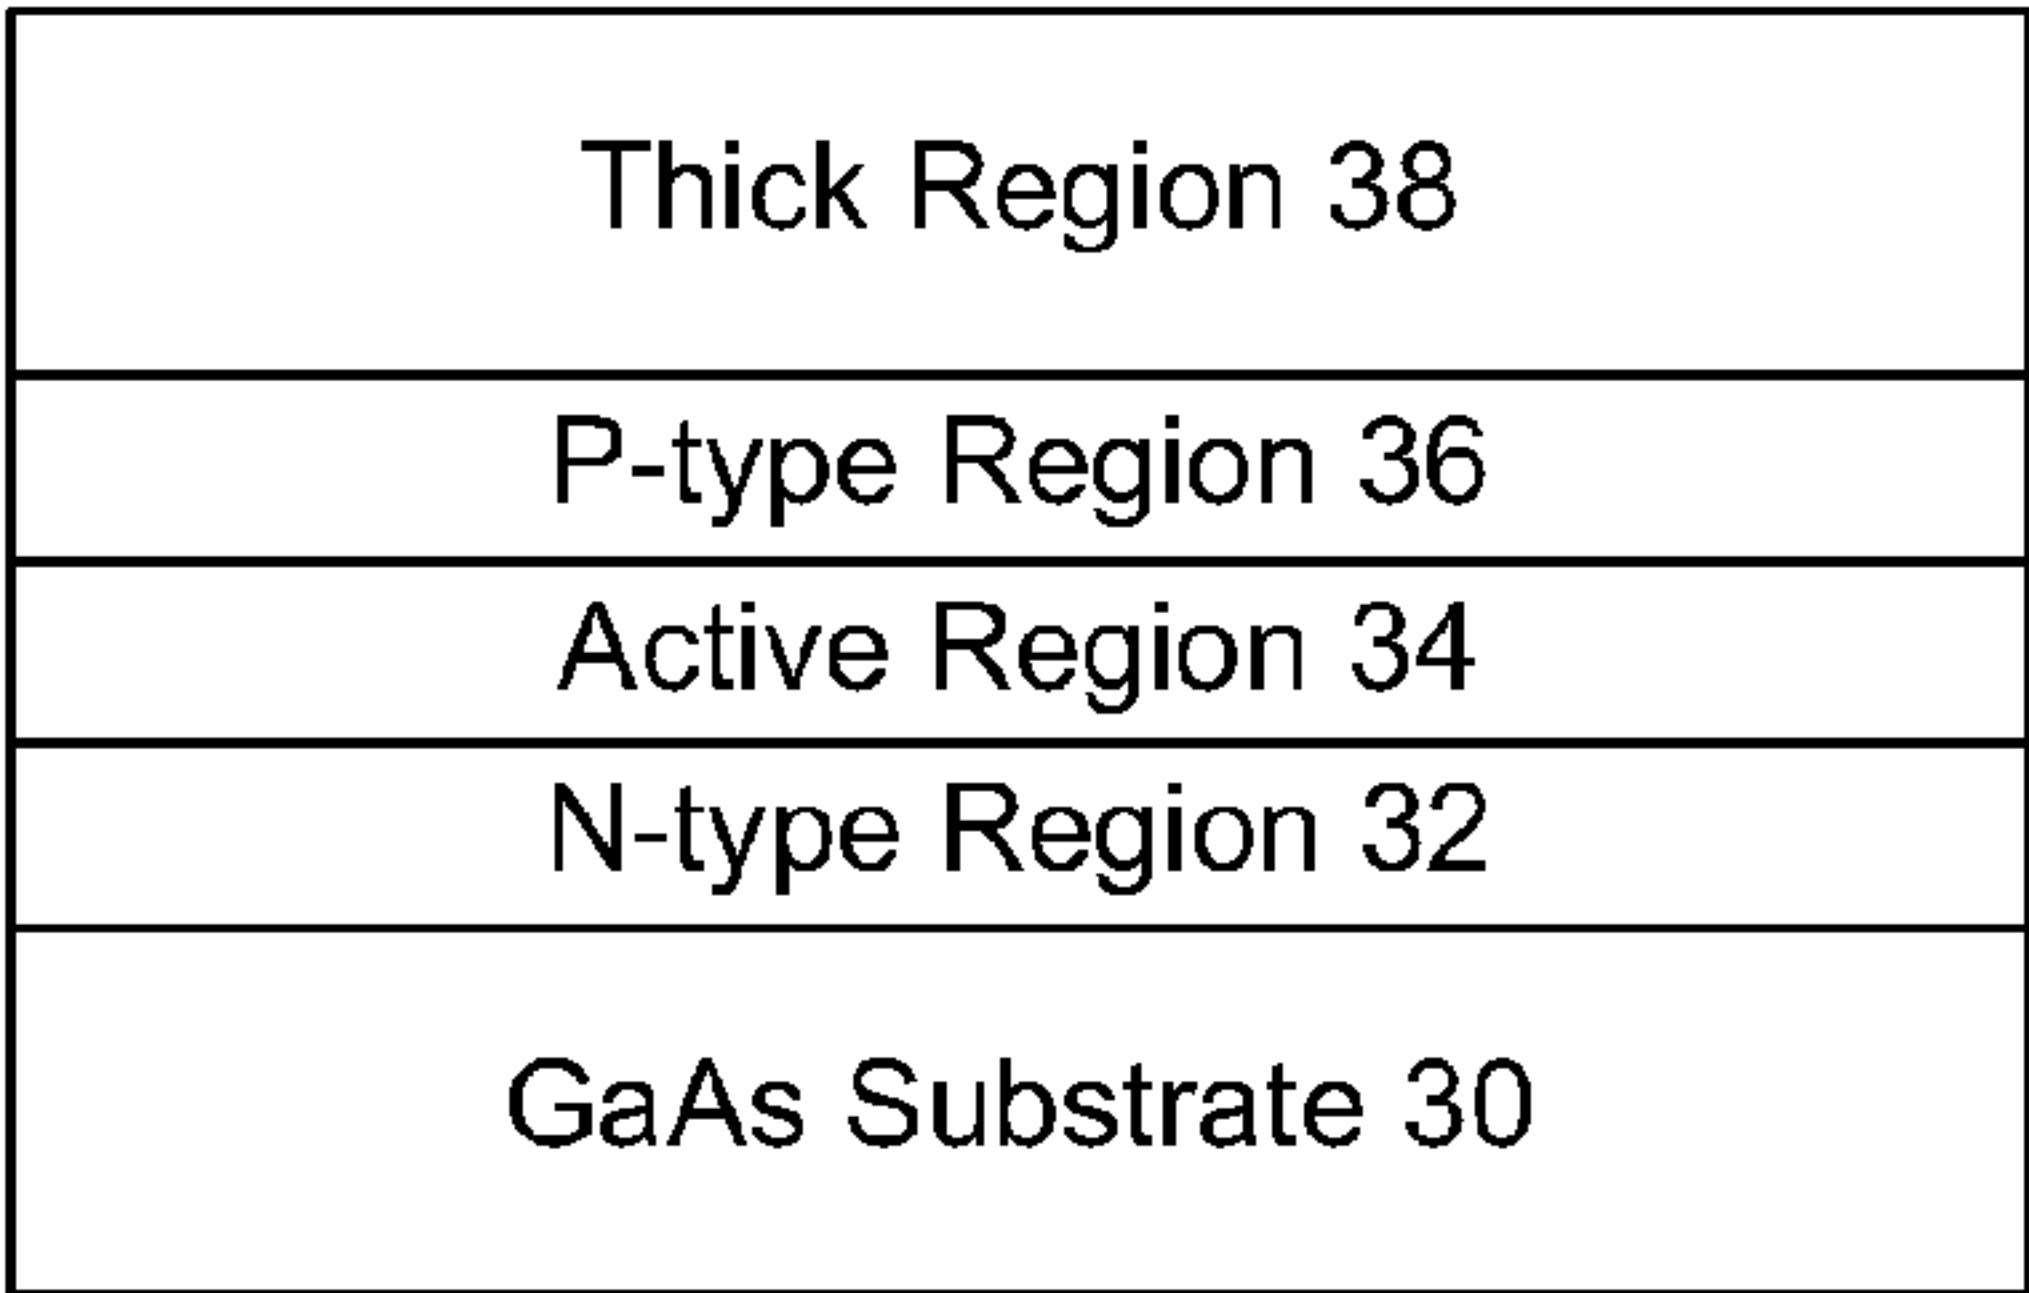 Thick Region 38
P-type Region 36
Active Region 34
N-type Region 32
GaAs Substrate 30